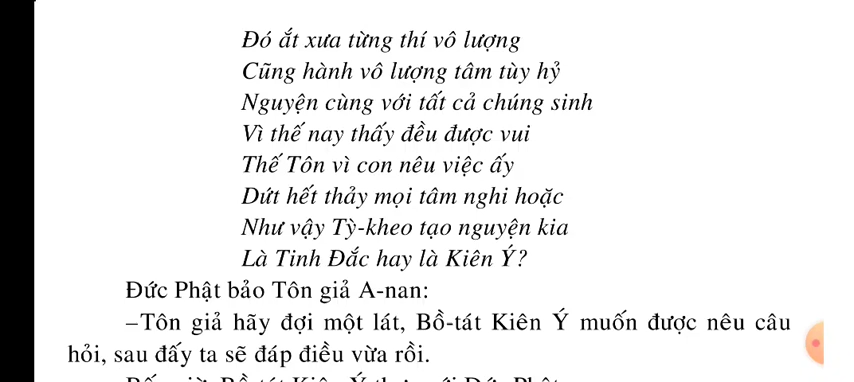 Đó ắt xưa từng thí vô lượng
Cũng hành vô lượng tâm tùy hỷ
Nguyện cùng với tất cả chúng sinh
Vì thế nay thấy đều được vui
Thế Tôn vì con nêu việc ấy
Dứt hết thảy mọi tâm nghi hoặc
Như vậy Tỳ-kheo tạo nguyện kia
Là Tinh Đắc hay là Kiên Ý?
Đức Phật bảo Tôn giả A-nan:
–Tôn giả hãy đợi một lát, Bồ-tát Kiên Ý muốn được nêu câu
hỏi, sau đấy ta sẽ đáp điều vừa rồi.